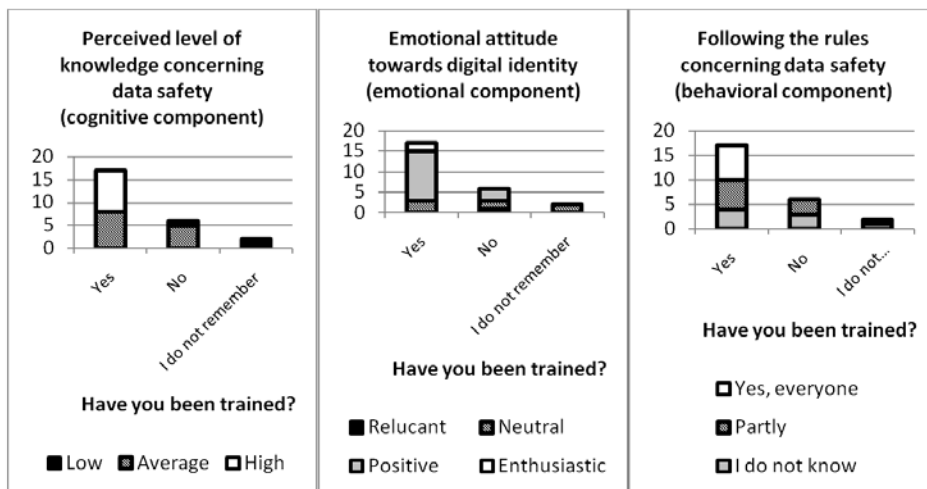 Perceived level of
knowledge concerning
data safety
(cognitive component)
20
15
10
5
0
Yes
No
I do not remember
Have you been trained?
Low
Average
High
Emotional attitude
towards digital identity
(emotional component)
20
15
10
5
0
Yes
No
I do not remember
Have you been trained?
Relucant
Neutral
Positive
Enthusiastic
Following the rules
concerning data safety
(behavioral component)
20
15
10
5
0
Yes
No
I do not...
Have you been trained?
Yes, everyone
Partly
I do not know